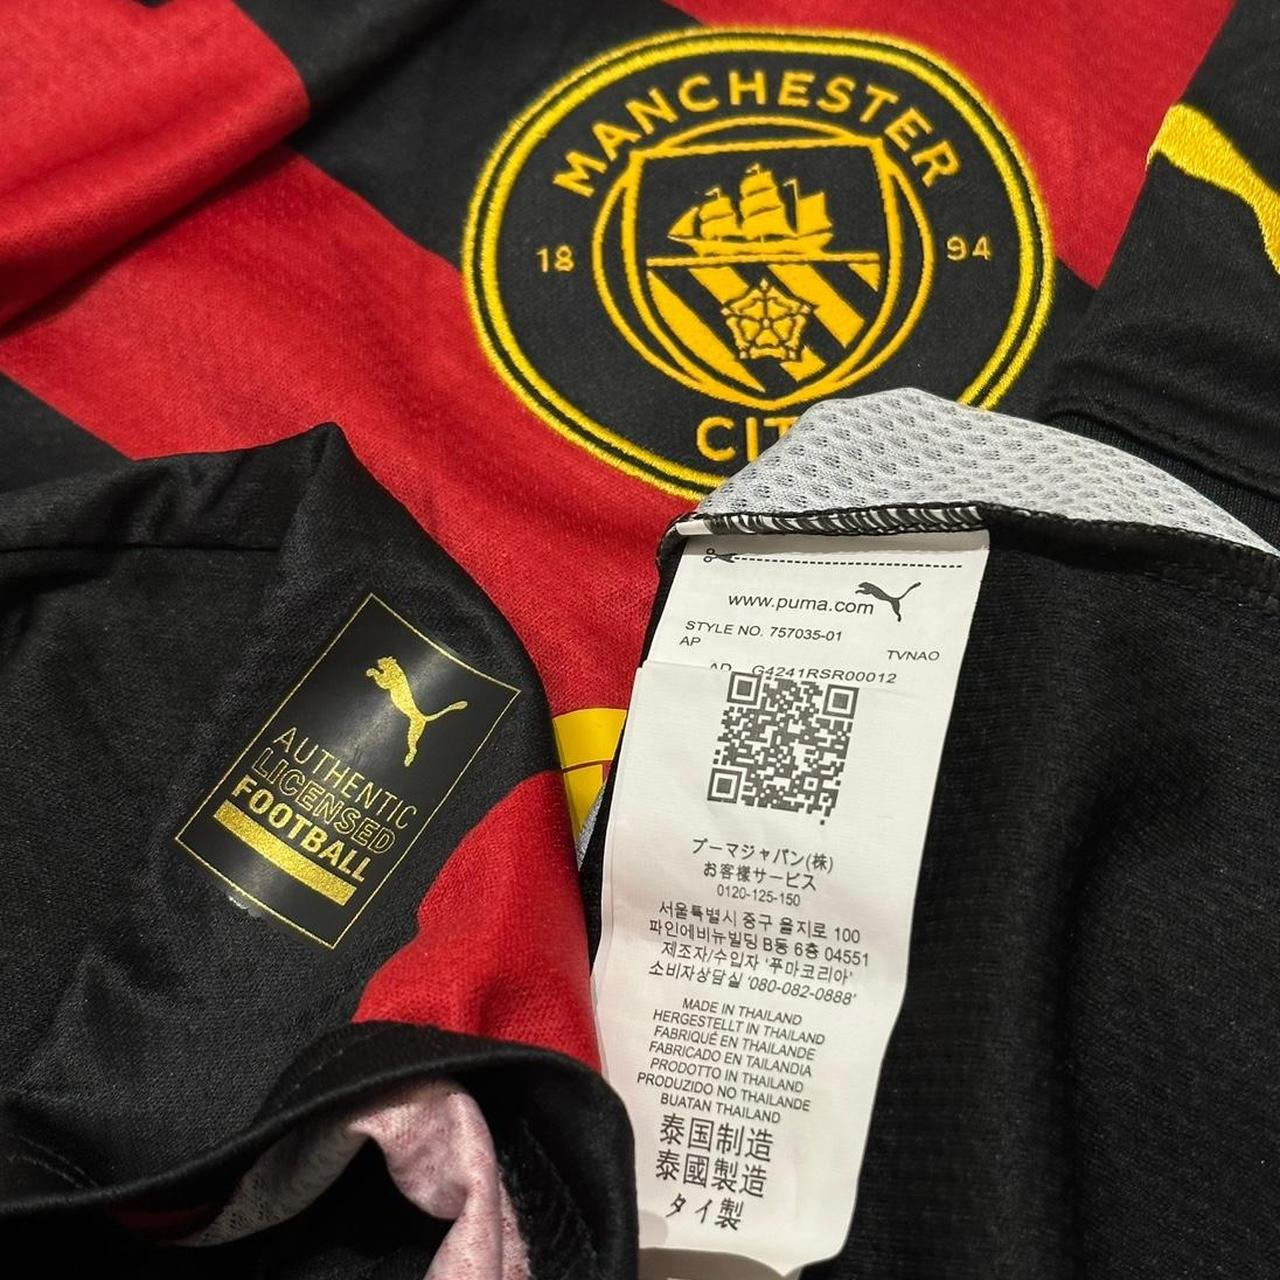 MANCHESTER
18 94
CIT
AUTHENTIC
LICENSED
FOOTBALL
www.puma.com
STYLE NO. 757035-01
AP
TVNAO
AD G4241RSR00012
プーマジャパン(株)
お客様サービス
0120-125-150
서울특별시 중구 을지로 100
파인에비뉴빌딩 B동 6층 04551
제조자/수입자 '푸마코리아'
소비자상담실 '080-082-0888'
MADE IN THAILAND
HERGESTELLT IN THAILAND
FABRIQUÉ EN THAILANDE
FABRICADO EN TAILANDIA
PRODOTTO IN THAILAND
PRODUZIDO NO THAILANDE
BUATAN THAILAND
泰国制造
泰國製造
タイ製